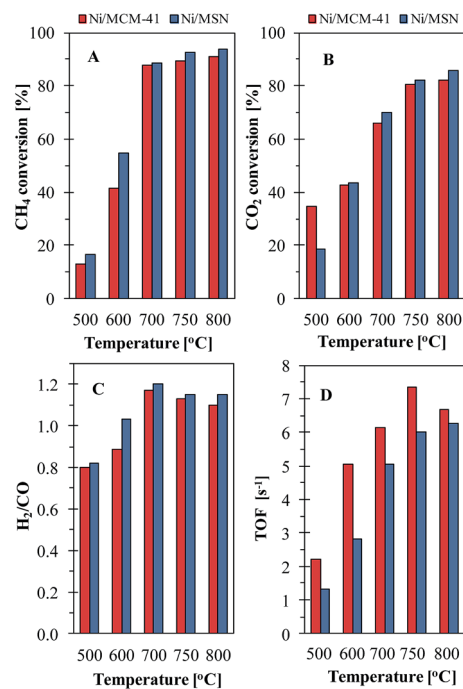 Ni/MCM-41 Ni/MSN
Ni/MCM-41 Ni/MSN
A
CH₄ conversion [%]
100
80
60
40
20
0
500 600 700 750 800
Temperature [°C]
B
CO₂ conversion [%]
100
80
60
40
20
0
500 600 700 750 800
Temperature [°C]
C
H₂/CO
1.2
1.0
0.8
0.6
0.4
0.2
0.0
500 600 700 750 800
Temperature [°C]
D
TOF [s⁻¹]
8
7
6
5
4
3
2
1
0
500 600 700 750 800
Temperature [°C]